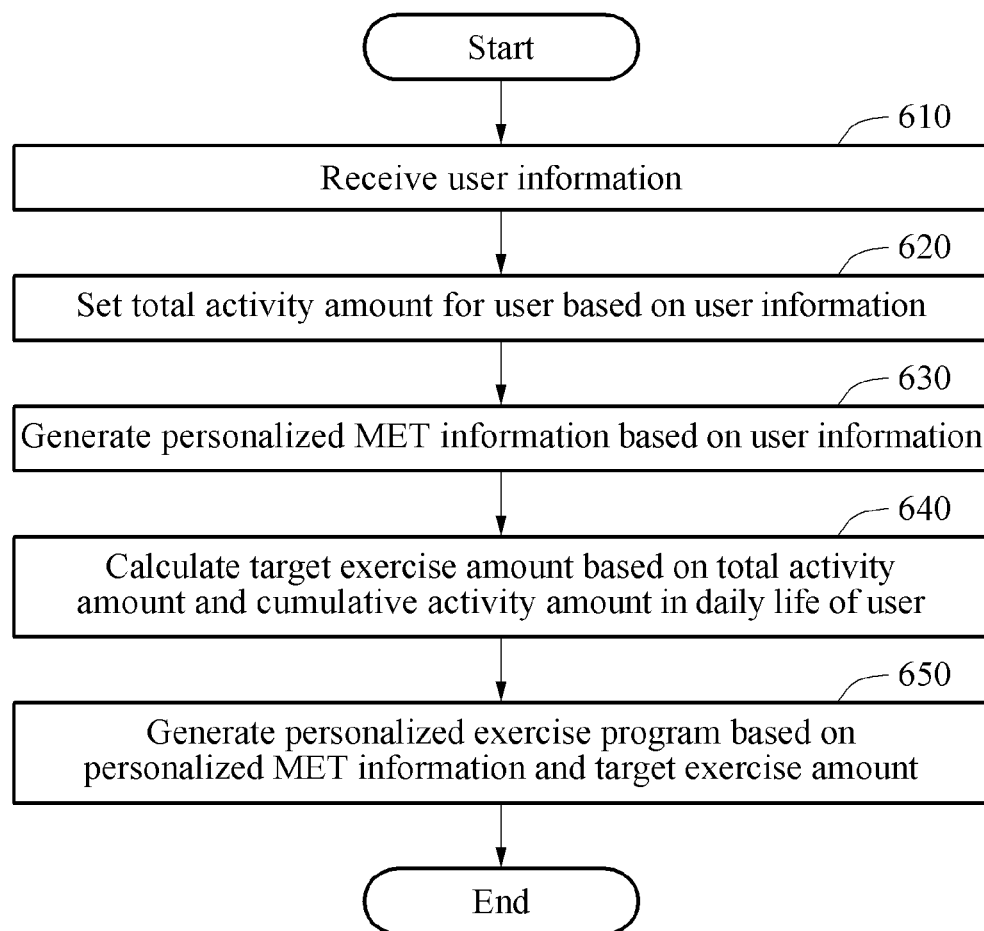 Start
610
Receive user information
620
Set total activity amount for user based on user information
630
Generate personalized MET information based on user information
640
Calculate target exercise amount based on total activity
amount and cumulative activity amount in daily life of user
650
Generate personalized exercise program based on
personalized MET information and target exercise amount
End